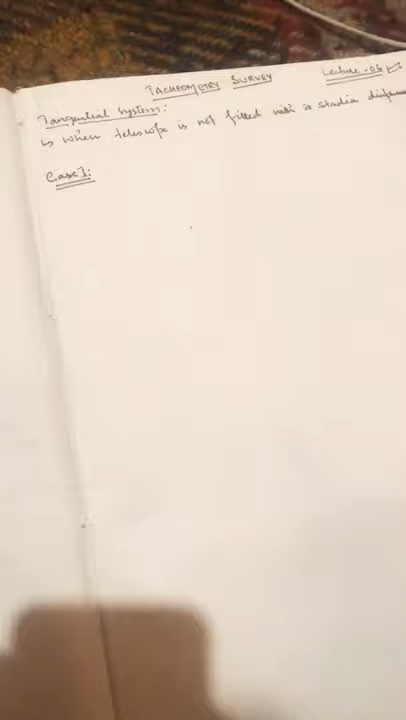 TACHEOMETRY SURVEY
Lecture-05
Tangential System:
↳ when telescope is not fitted with a stadia
Case I: